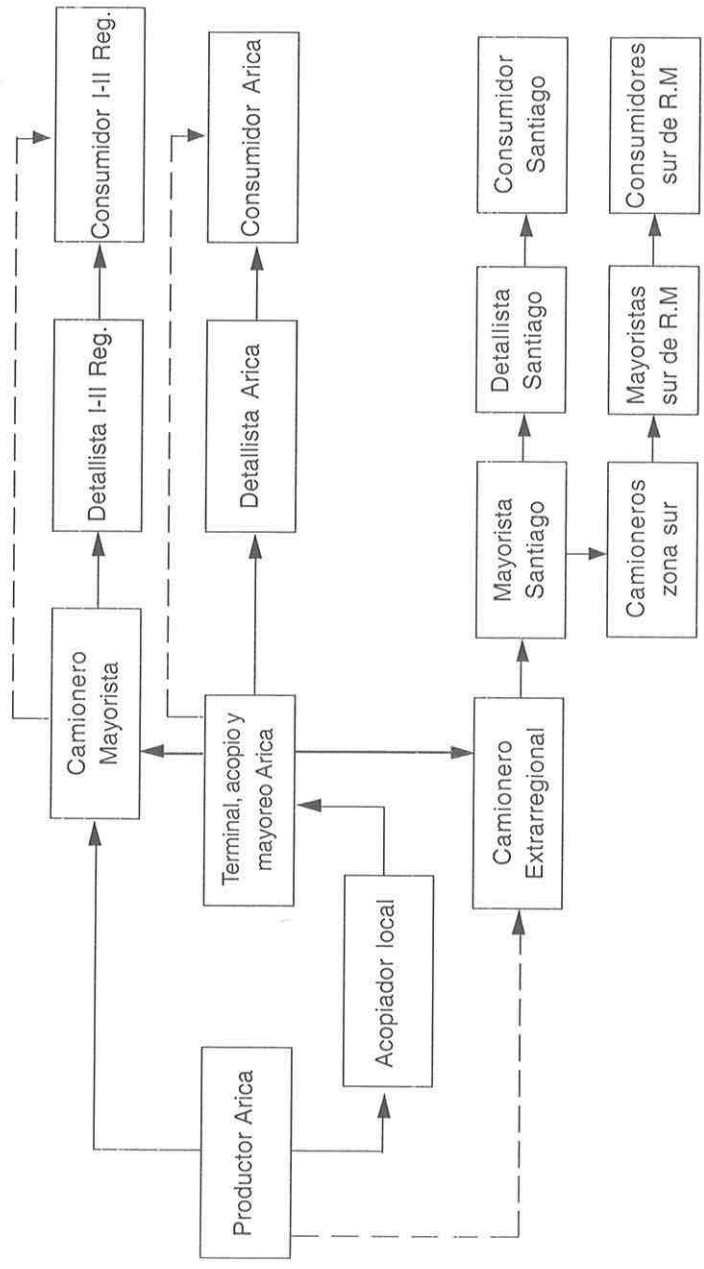 Productor Arica
Acopiador local
Camionero
Mayorista
Terminal, acopio y
mayoreo Arica
Camionero
Extrarregional
Detallista I-II Reg.
Consumidor I-II Reg.
Detallista Arica
Consumidor Arica
Mayorista
Santiago
Detallista
Santiago
Consumidor
Santiago
Camioneros
zona sur
Mayoristas
sur de R.M
Consumidores
sur de R.M